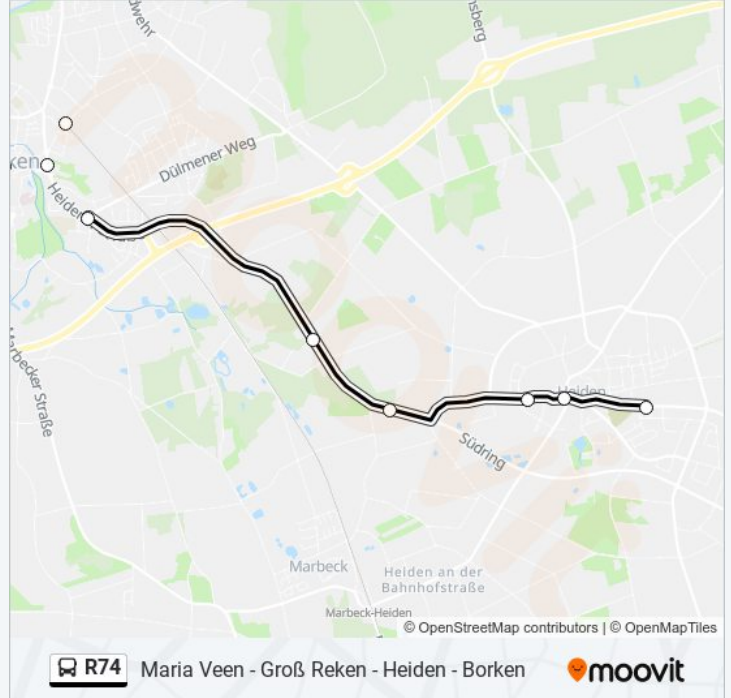 Dülmener Weg
Heiden
Marbecker Straße
Heiden
Südring
Marbeck
Heiden an der
Bahnhofstraße
Marbeck-Heiden
© OpenStreetMap contributors | © OpenMapTiles
R74 Maria Veen - Groß Reken - Heiden - Borken
moovit